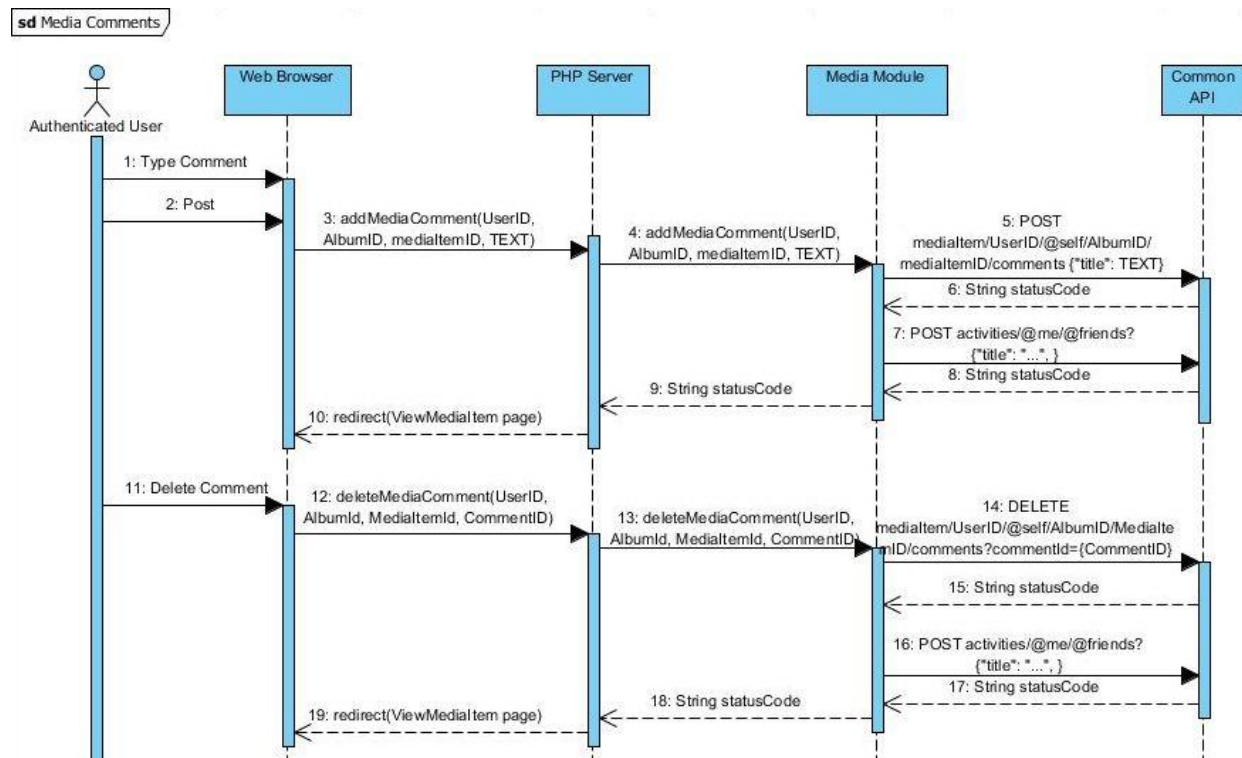 sd Media Comments
Web Browser
PHP Server
Media Module
Common
API
Authenticated User
1: Type Comment
2: Post
3: addMediaComment(UserID,
AlbumID, mediaItemID, TEXT)
4: addMediaComment(UserID,
AlbumID, mediaItemID, TEXT)
5: POST
mediaItem/UserID/@self/AlbumID/
mediaItemID/comments {"title": TEXT}
6: String statusCode
7: POST activities/@me/@friends?
{"title": "...", }
8: String statusCode
9: String statusCode
10: redirect(ViewMediaItem page)
11: Delete Comment
12: deleteMediaComment(UserID,
AlbumId, MediaItemId, CommentID)
13: deleteMediaComment(UserID,
AlbumId, MediaItemId, CommentID)
14: DELETE
mediaItem/UserID/@self/AlbumID/MediaIte
mID/comments?commentId={CommentID}
15: String statusCode
16: POST activities/@me/@friends?
{"title": "...", }
17: String statusCode
18: String statusCode
19: redirect(ViewMediaItem page)